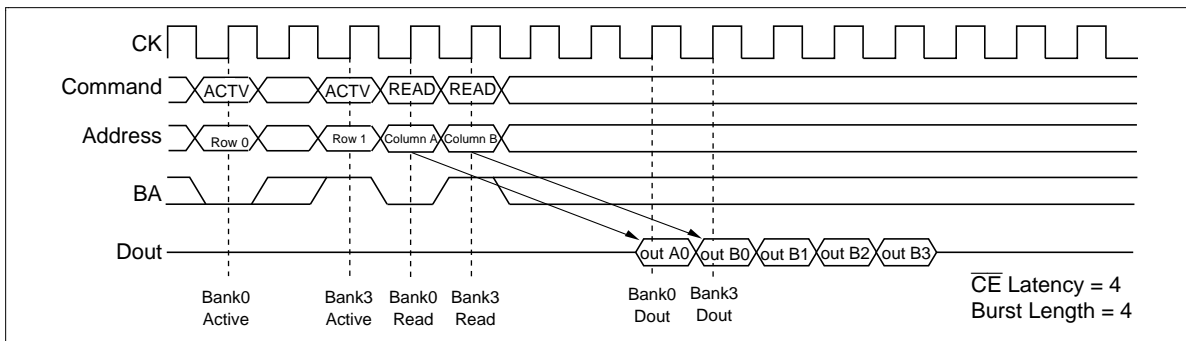 CK
Command ACTV ACTV READ READ
Address Row 0 Row 1 Column A Column B
BA
Dout out A0 out B0 out B1 out B2 out B3
Bank0 Active
Bank3 Active
Bank0 Read
Bank3 Read
Bank0 Dout
Bank3 Dout
C̅E̅ Latency = 4
Burst Length = 4